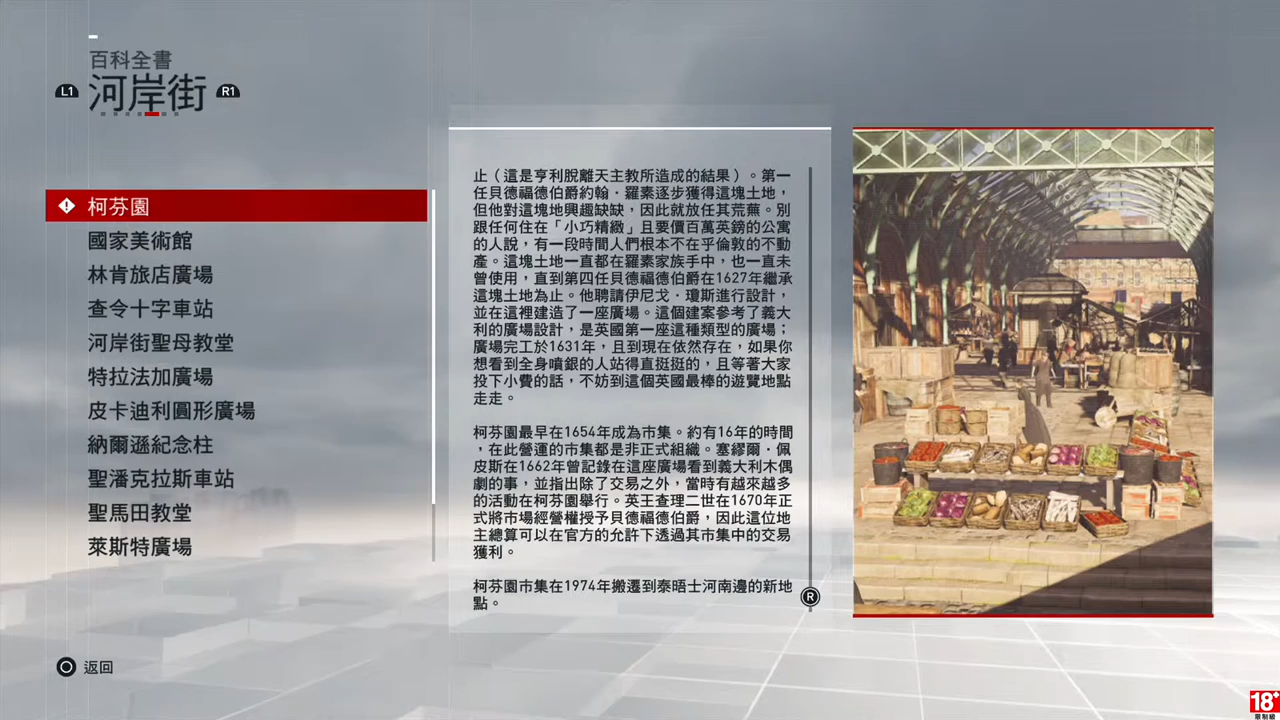 百科全書
L1 河岸街 R1
柯芬園
國家美術館
林肯旅店廣場
查令十字車站
河岸街聖母教堂
特拉法加廣場
皮卡迪利圓形廣場
納爾遜紀念柱
聖潘克拉斯車站
聖馬田教堂
萊斯特廣場
止（這是亨利脫離天主教所造成的結果）。第一
任貝德福德伯爵約翰·羅素逐步獲得這塊土地，
但他對這塊地興趣缺缺，因此就放任其荒蕪。別
跟任何住在「小巧精緻」且要價百萬英鎊的公寓
的人說，有一段時間人們根本不在乎倫敦的不動
產。這塊土地一直都在羅素家族手中，也一直未
曾使用，直到第四任貝德福德伯爵在1627年繼承
這塊土地為止。他聘請伊尼戈·瓊斯進行設計，
並在這裡建造了一座廣場。這個建案參考了義大
利的廣場設計，是英國第一座這種類型的廣場；
廣場完工於1631年，且到現在依然存在，如果你
想看到全身噴銀的人站得直挺挺的，且等著大家
投下小費的話，不妨到這個英國最棒的遊覽地點
走走。
柯芬園最早在1654年成為市集。約有16年的時間
，在此營運的市集都是非正式組織。塞繆爾·佩
皮斯在1662年曾記錄在這座廣場看到義大利木偶
劇的事，並指出除了交易之外，當時有越來越多
的活動在柯芬園舉行。英王查理二世在1670年正
式將市場經營權授予貝德福德伯爵，因此這位地
主總算可以在官方的允許下透過其市集中的交易
獲利。
柯芬園市集在1974年搬遷到泰晤士河南邊的新地
點。
R
返回
18+
限制級